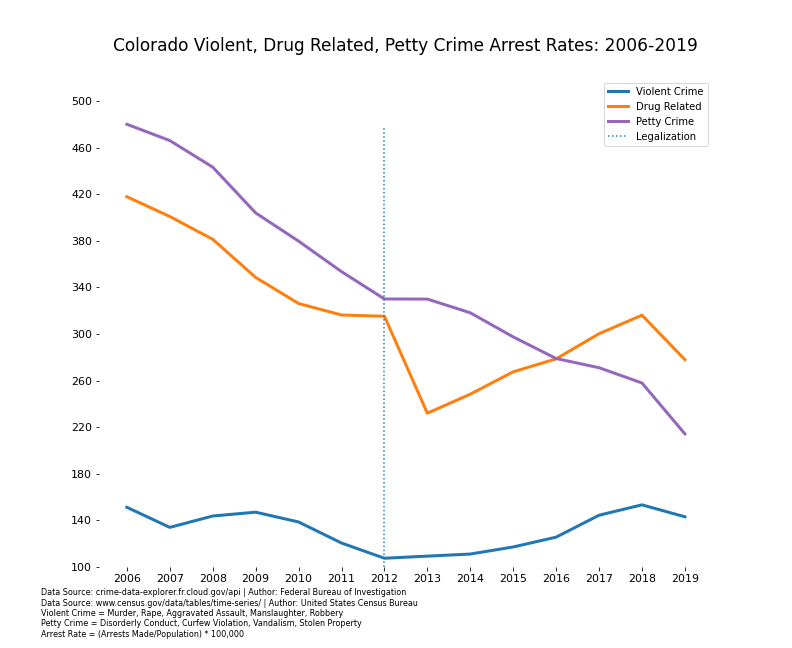 Colorado Violent, Drug Related, Petty Crime Arrest Rates: 2006-2019
Violent Crime
Drug Related
Petty Crime
Legalization
500
460
420
380
340
300
260
220
180
140
100
2006 2007 2008 2009 2010 2011 2012 2013 2014 2015 2016 2017 2018 2019
Data Source: crime-data-explorer.fr.cloud.gov/api | Author: Federal Bureau of Investigation
Data Source: www.census.gov/data/tables/time-series/ | Author: United States Census Bureau
Violent Crime = Murder, Rape, Aggravated Assault, Manslaughter, Robbery
Petty Crime = Disorderly Conduct, Curfew Violation, Vandalism, Stolen Property
Arrest Rate = (Arrests Made/Population) * 100,000